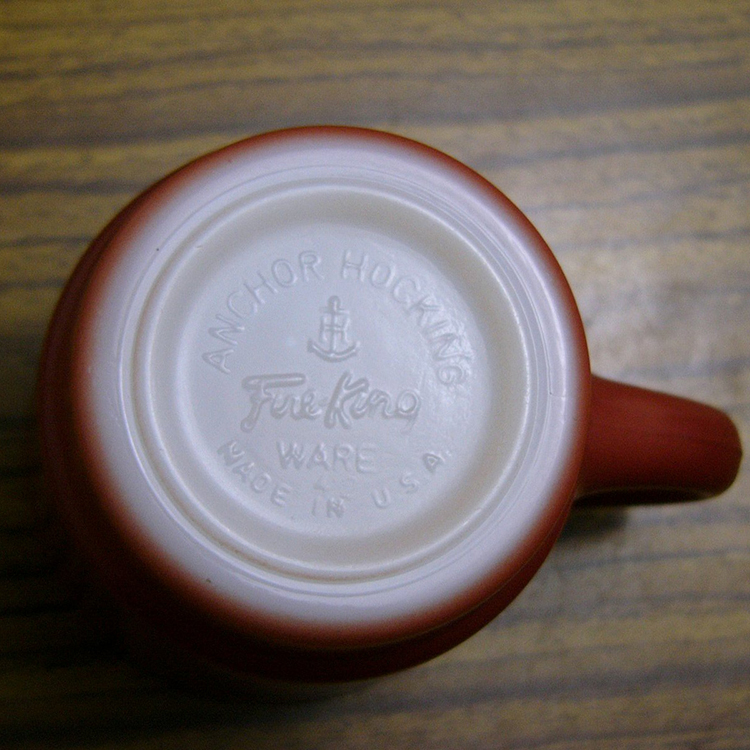 ANCHOR HOCKING
Fire-King
WARE
MADE IN U.S.A.